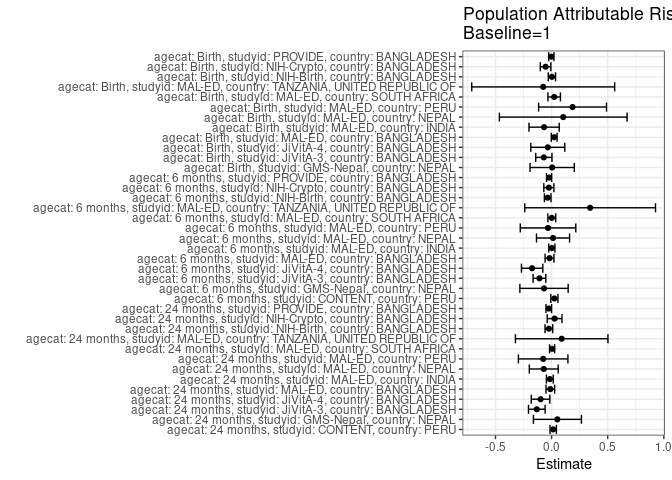 Population Attributable Ris
Baseline=1
agecat: Birth, studyid: PROVIDE, country: BANGLADESH
agecat: Birth, studyid: NIH-Crypto, country: BANGLADESH
agecat: Birth, studyid: NIH-Birth, country: BANGLADESH
agecat: Birth, studyid: MAL-ED, country: TANZANIA, UNITED REPUBLIC OF
agecat: Birth, studyid: MAL-ED, country: SOUTH AFRICA
agecat: Birth, studyid: MAL-ED, country: PERU
agecat: Birth, studyid: MAL-ED, country: NEPAL
agecat: Birth, studyid: MAL-ED, country: INDIA
agecat: Birth, studyid: MAL-ED, country: BANGLADESH
agecat: Birth, studyid: JiVitA-4, country: BANGLADESH
agecat: Birth, studyid: JiVitA-3, country: BANGLADESH
agecat: Birth, studyid: GMS-Nepal, country: NEPAL
agecat: 6 months, studyid: PROVIDE, country: BANGLADESH
agecat: 6 months, studyid: NIH-Crypto, country: BANGLADESH
agecat: 6 months, studyid: NIH-Birth, country: BANGLADESH
agecat: 6 months, studyid: MAL-ED, country: TANZANIA, UNITED REPUBLIC OF
agecat: 6 months, studyid: MAL-ED, country: SOUTH AFRICA
agecat: 6 months, studyid: MAL-ED, country: PERU
agecat: 6 months, studyid: MAL-ED, country: NEPAL
agecat: 6 months, studyid: MAL-ED, country: INDIA
agecat: 6 months, studyid: MAL-ED, country: BANGLADESH
agecat: 6 months, studyid: JiVitA-4, country: BANGLADESH
agecat: 6 months, studyid: JiVitA-3, country: BANGLADESH
agecat: 6 months, studyid: GMS-Nepal, country: NEPAL
agecat: 6 months, studyid: CONTENT, country: PERU
agecat: 24 months, studyid: PROVIDE, country: BANGLADESH
agecat: 24 months, studyid: NIH-Crypto, country: BANGLADESH
agecat: 24 months, studyid: NIH-Birth, country: BANGLADESH
agecat: 24 months, studyid: MAL-ED, country: TANZANIA, UNITED REPUBLIC OF
agecat: 24 months, studyid: MAL-ED, country: SOUTH AFRICA
agecat: 24 months, studyid: MAL-ED, country: PERU
agecat: 24 months, studyid: MAL-ED, country: NEPAL
agecat: 24 months, studyid: MAL-ED, country: INDIA
agecat: 24 months, studyid: MAL-ED, country: BANGLADESH
agecat: 24 months, studyid: JiVitA-4, country: BANGLADESH
agecat: 24 months, studyid: JiVitA-3, country: BANGLADESH
agecat: 24 months, studyid: GMS-Nepal, country: NEPAL
agecat: 24 months, studyid: CONTENT, country: PERU
-0.5 0.0 0.5 1.0
Estimate